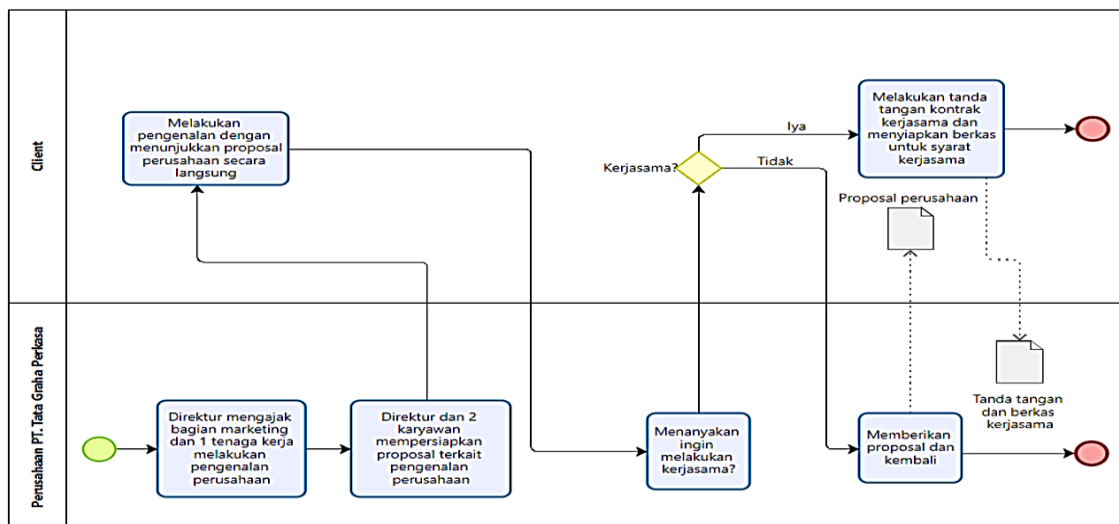 Client
Melakukan
pengenalan dengan
menunjukkan proposal
perusahaan secara
langsung
Kerjasama?
Iya
Tidak
Melakukan tanda
tangan kontrak
kerjasama dan
menyiapkan berkas
untuk syarat
kerjasama
Proposal perusahaan
Perusahaan PT. Tata Graha Perkasa
Direktur mengajak
bagian marketing
dan 1 tenaga kerja
melakukan
pengenalan
perusahaan
Direktur dan 2
karyawan
mempersiapkan
proposal terkait
pengenalan
perusahaan
Menanyakan
ingin
melakukan
kerjasama?
Memberikan
proposal dan
kembali
Tanda tangan
dan berkas
kerjasama